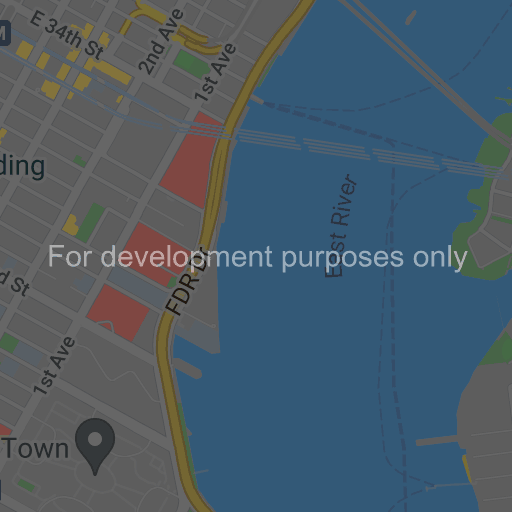 M
E 34th St
2nd Ave
1st Ave
ding
East River
For development purposes only
FDR Dr
d St
1st Ave
Town